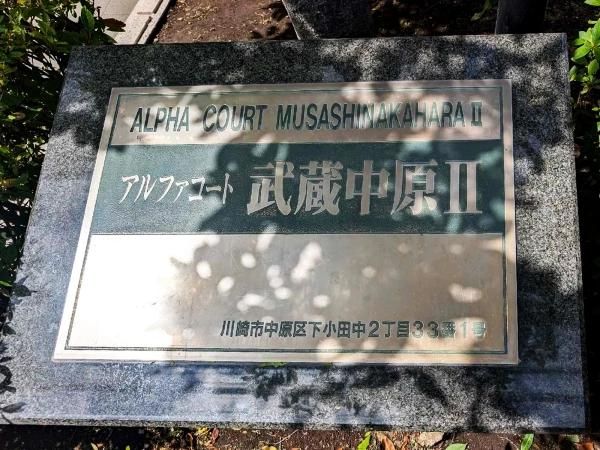 ALPHA COURT MUSASHINAKAHARA Ⅱ
アルファコート 武蔵中原Ⅱ
川崎市中原区下小田中2丁目33番1号